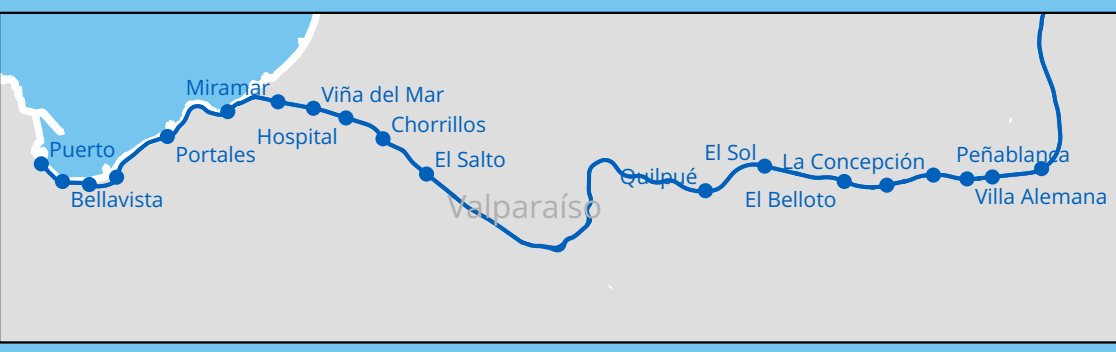 Puerto
Bellavista
Portales
Miramar
Hospital
Viña del Mar
Chorrillos
El Salto
Valparaíso
Quilpué
El Sol
El Belloto
La Concepción
Peñablanca
Villa Alemana